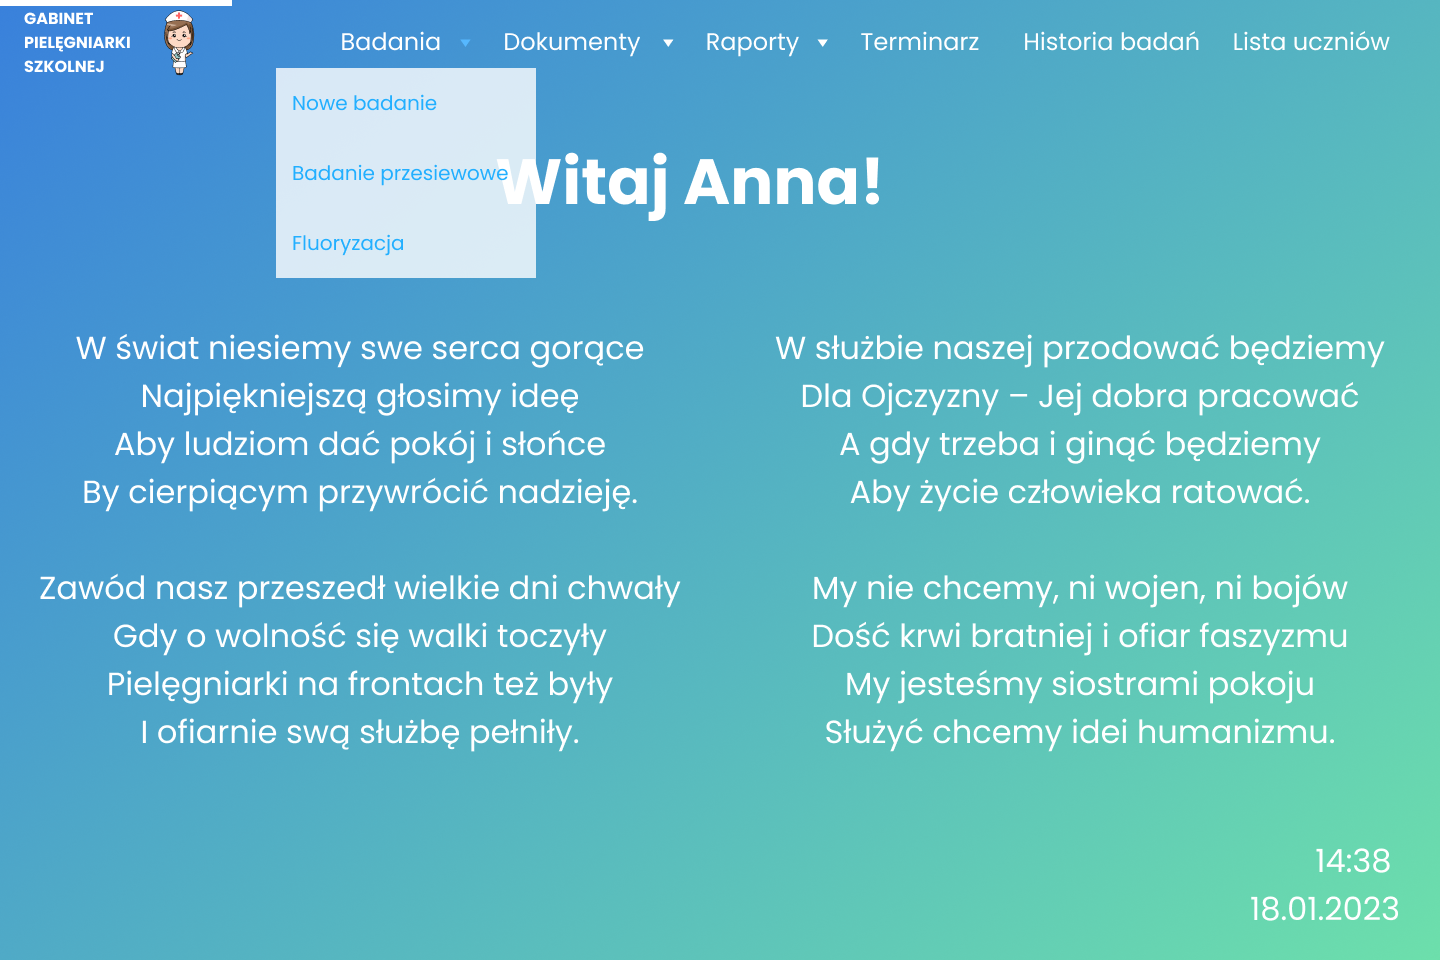 GABINET
PIELĘGNIARKI
SZKOLNEJ
Badania
Dokumenty
Raporty
Terminarz
Historia badań
Lista uczniów
Nowe badanie
Badanie przesiewowe
Fluoryzacja
Witaj Anna!
W świat niesiemy swe serca gorące
Najpiękniejszą głosimy ideę
Aby ludziom dać pokój i słońce
By cierpiącym przywrócić nadzieję.
Zawód nasz przeszedł wielkie dni chwały
Gdy o wolność się walki toczyły
Pielęgniarki na frontach też były
I ofiarnie swą służbę pełniły.
W służbie naszej przodować będziemy
Dla Ojczyzny – Jej dobra pracować
A gdy trzeba i ginąć będziemy
Aby życie człowieka ratować.
My nie chcemy, ni wojen, ni bojów
Dość krwi bratniej i ofiar faszyzmu
My jesteśmy siostrami pokoju
Służyć chcemy idei humanizmu.
14:38
18.01.2023